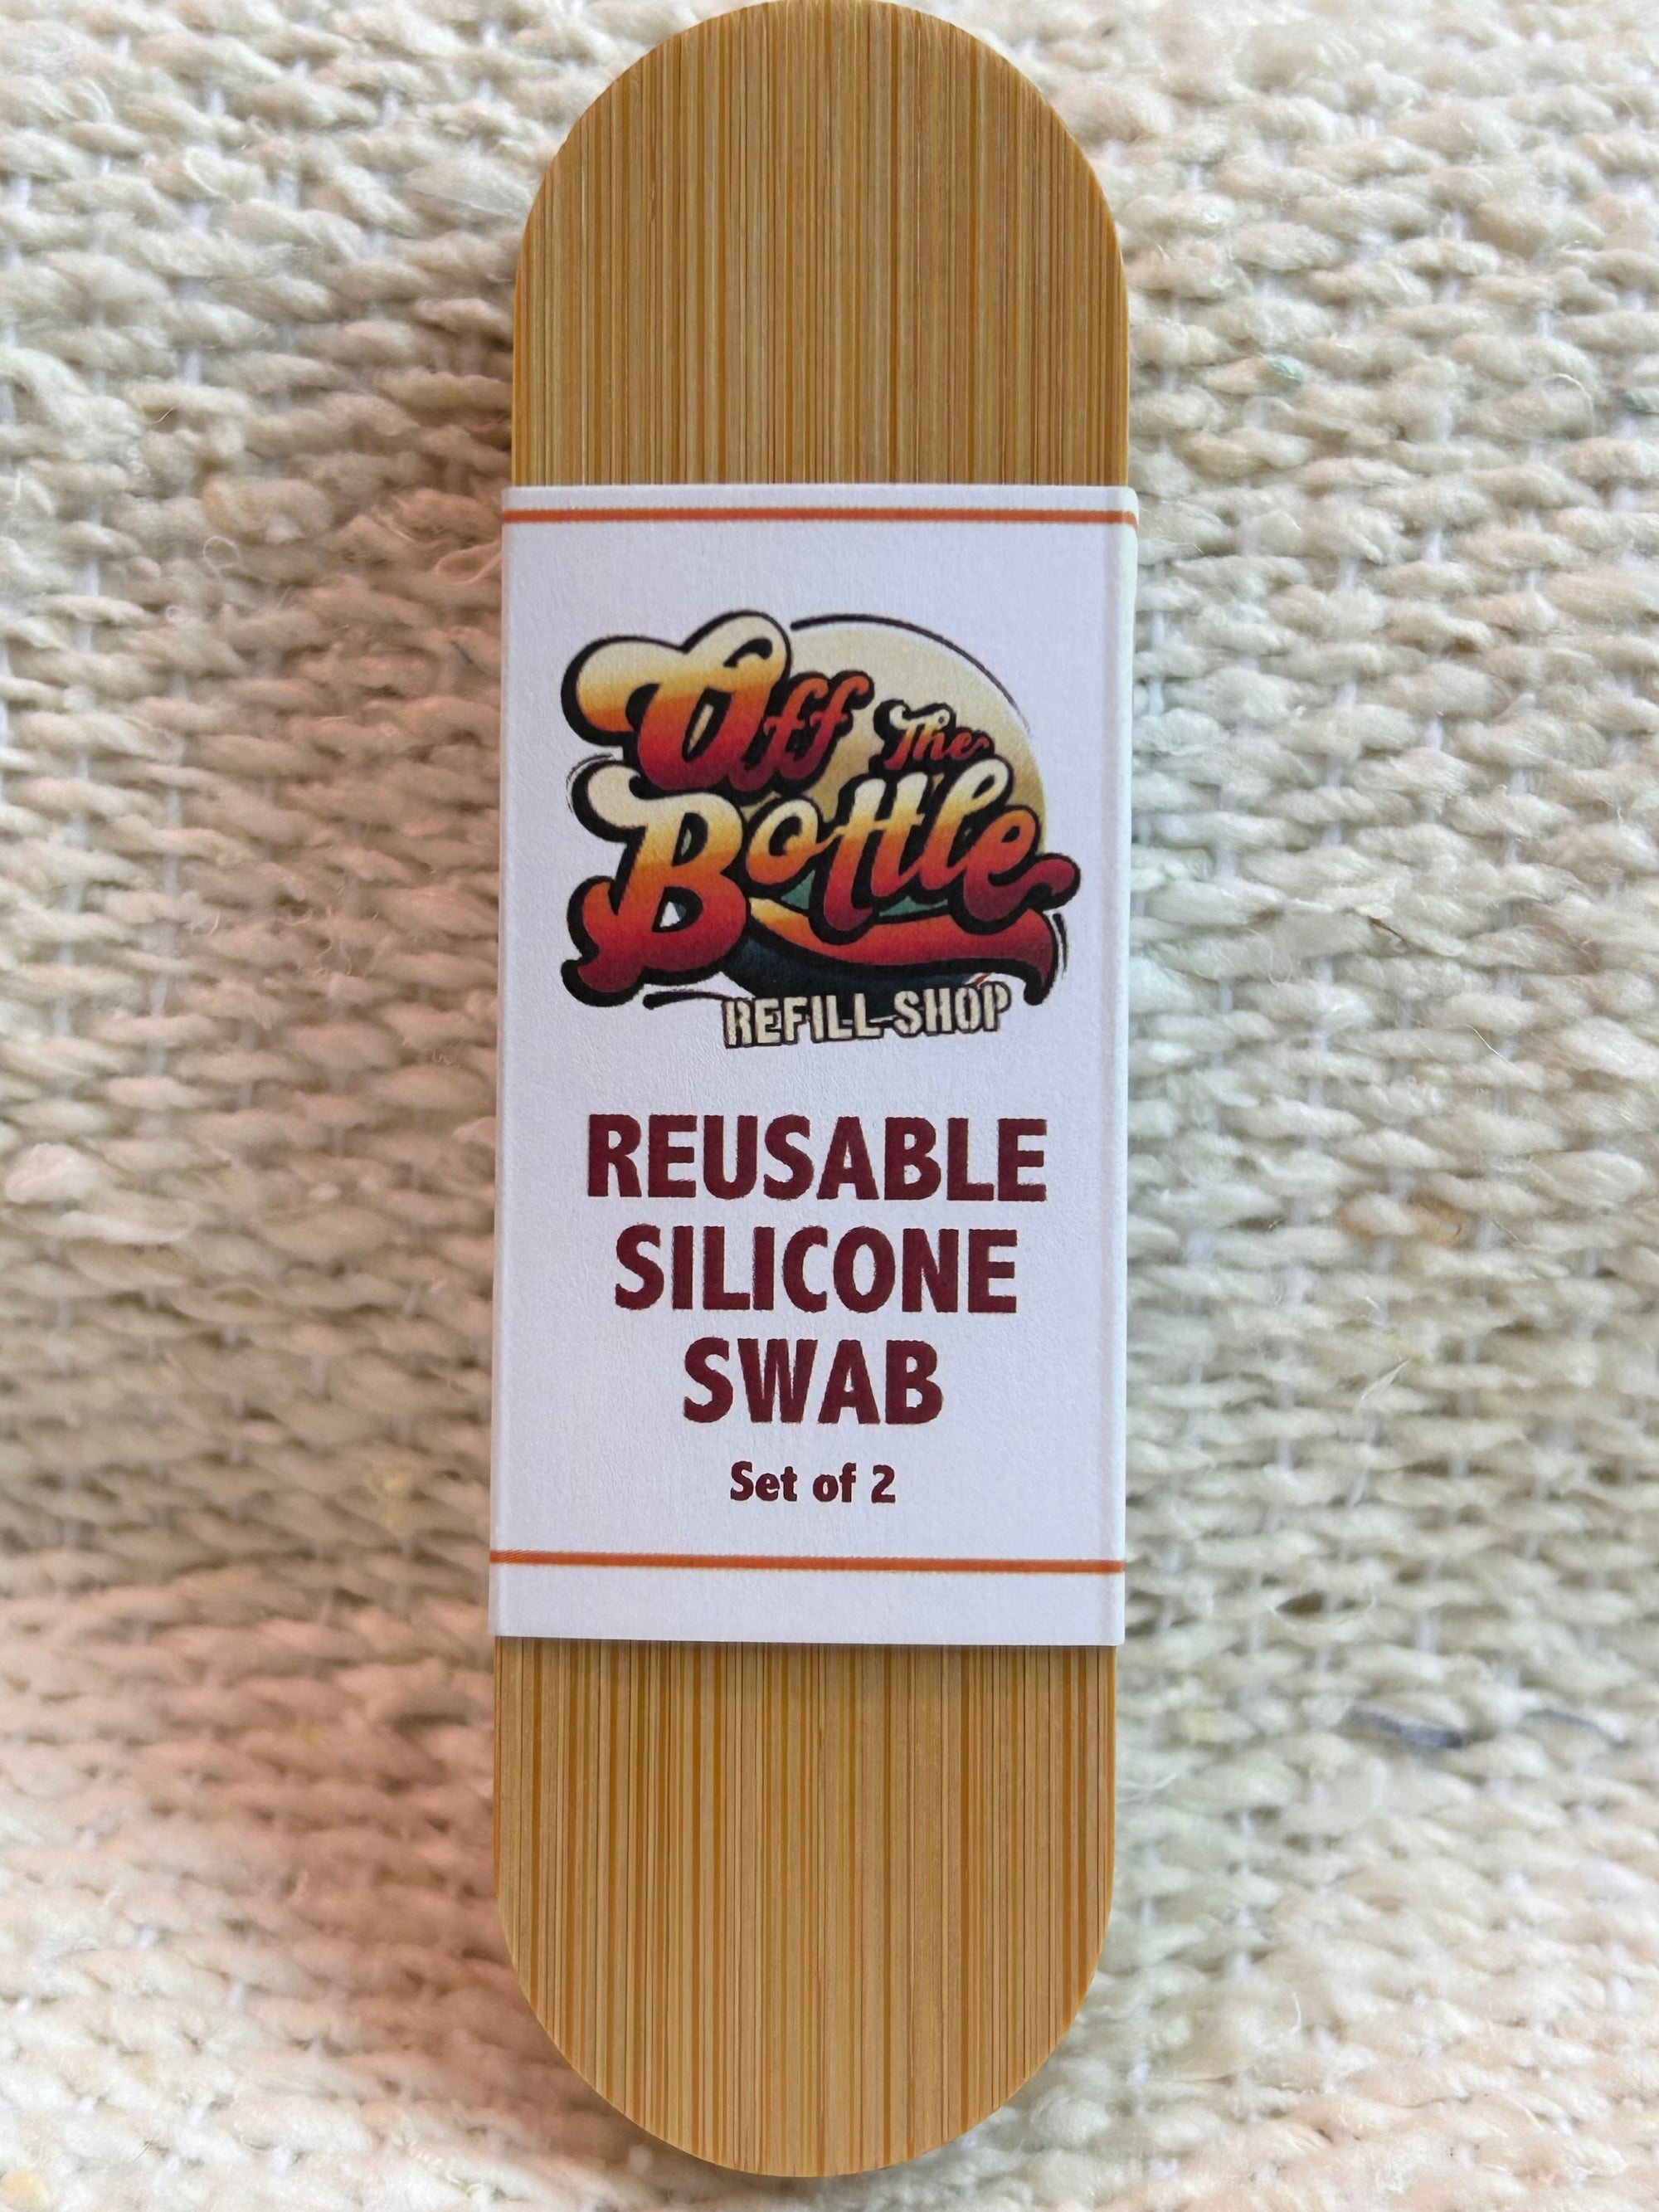 Off The
Bottle
REFILL SHOP
REUSABLE
SILICONE
SWAB
Set of 2